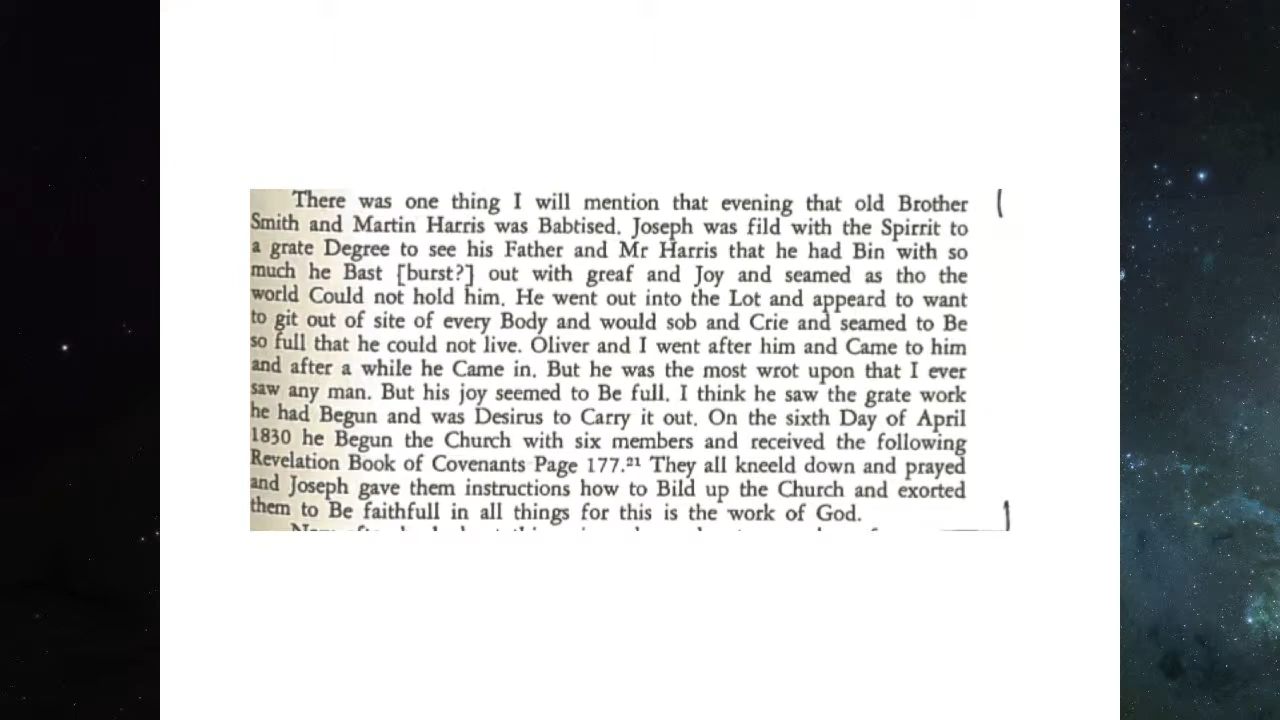 There was one thing I will mention that evening that old Brother
Smith and Martin Harris was Babtised. Joseph was fild with the Spirrit to
a grate Degree to see his Father and Mr Harris that he had Bin with so
much he Bast [burst?] out with greaf and Joy and seamed as tho the
world Could not hold him. He went out into the Lot and appeard to want
to git out of site of every Body and would sob and Crie and seamed to Be
so full that he could not live. Oliver and I went after him and Came to him
and after a while he Came in. But he was the most wrot upon that I ever
saw any man. But his joy seemed to Be full. I think he saw the grate work
he had Begun and was Desirus to Carry it out. On the sixth Day of April
1830 he Begun the Church with six members and received the following
Revelation Book of Covenants Page 177.²¹ They all kneeld down and prayed
and Joseph gave them instructions how to Bild up the Church and exorted
them to Be faithfull in all things for this is the work of God.